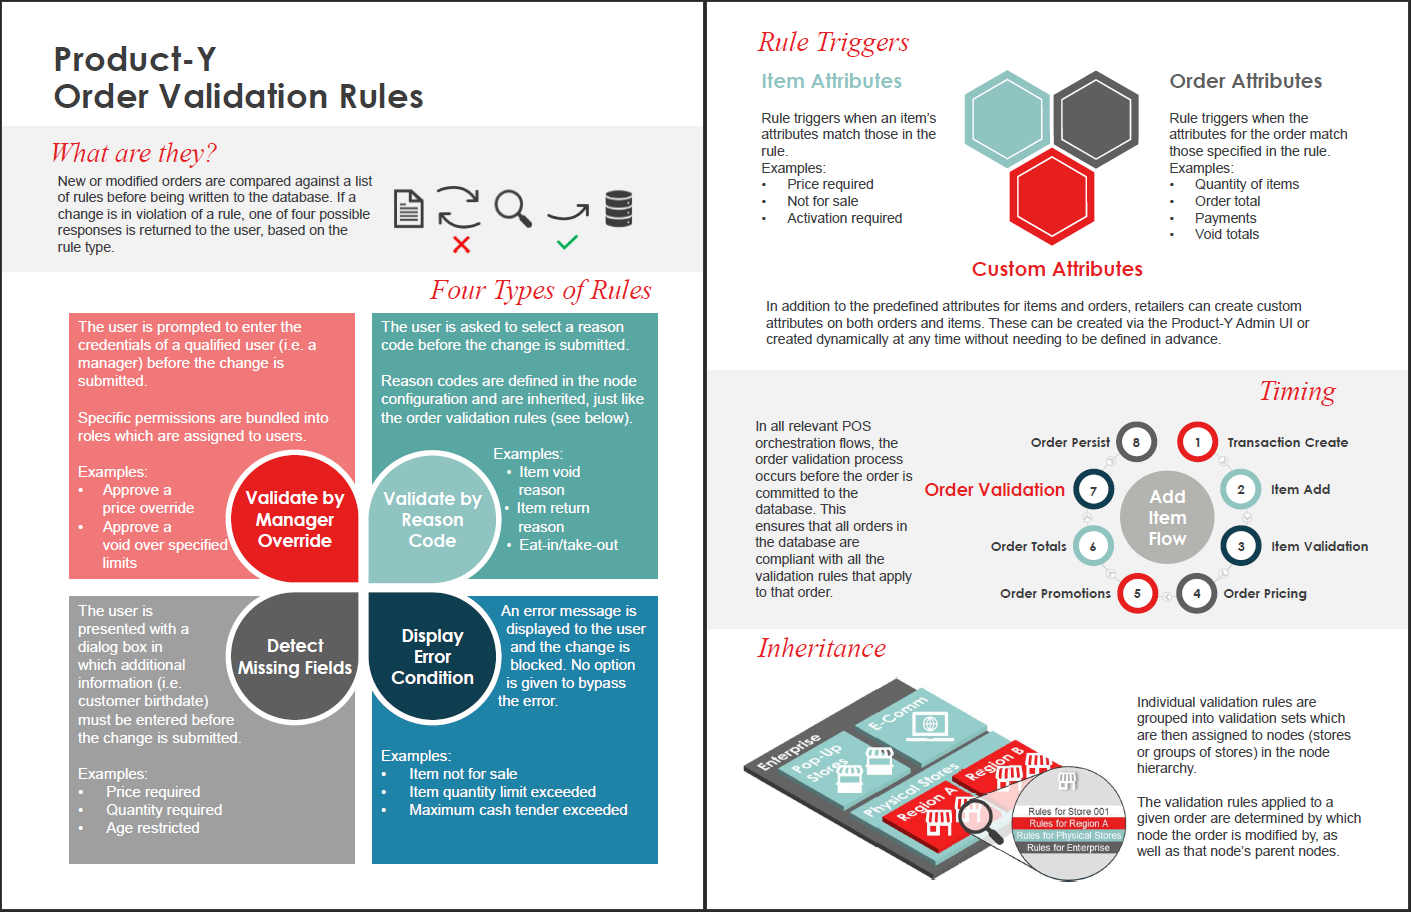 Product-Y
Order Validation Rules
What are they?
New or modified orders are compared against a list
of rules before being written to the database. If a
change is in violation of a rule, one of four possible
responses is returned to the user, based on the
rule type.
Four Types of Rules
The user is prompted to enter the
credentials of a qualified user (i.e. a
manager) before the change is
submitted.
Specific permissions are bundled into
roles which are assigned to users.
Examples:
• Approve a
price override
• Approve a
void over specified
limits
Validate by
Manager
Override
The user is asked to select a reason
code before the change is submitted.
Reason codes are defined in the node
configuration and are inherited, just like
the order validation rules (see below).
Examples:
• Item void
reason
• Item return
reason
• Eat-in/take-out
Validate by
Reason
Code
The user is
presented with a
dialog box in
which additional
information (i.e.
customer birthdate)
must be entered before
the change is submitted.
Examples:
• Price required
• Quantity required
• Age restricted
Detect
Missing Fields
Display
Error
Condition
An error message is
displayed to the user
and the change is
blocked. No option
is given to bypass
the error.
Examples:
• Item not for sale
• Item quantity limit exceeded
• Maximum cash tender exceeded
Rule Triggers
Item Attributes
Rule triggers when an item's
attributes match those in the
rule.
Examples:
• Price required
• Not for sale
• Activation required
Order Attributes
Rule triggers when the
attributes for the order match
those specified in the rule.
Examples:
• Quantity of items
• Order total
• Payments
• Void totals
Custom Attributes
In addition to the predefined attributes for items and orders, retailers can create custom
attributes on both orders and items. These can be created via the Product-Y Admin UI or
created dynamically at any time without needing to be defined in advance.
Timing
In all relevant POS
orchestration flows, the
order validation process
occurs before the order is
committed to the
database. This
ensures that all orders in
the database are
compliant with all the
validation rules that apply
to that order.
Add
Item
Flow
1 Transaction Create
2 Item Add
3 Item Validation
4 Order Pricing
Order Promotions 5
Order Totals 6
Order Validation 7
Order Persist 8
Inheritance
Enterprise
E-Comm
Pop-Up
Stores
Physical Stores
Region A
Region B
Rules for Store 001
Rules for Region A
Rules for Physical Stores
Rules for Enterprise
Individual validation rules are
grouped into validation sets which
are then assigned to nodes (stores
or groups of stores) in the node
hierarchy.
The validation rules applied to a
given order are determined by which
node the order is modified by, as
well as that node's parent nodes.